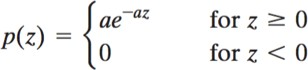 p(z) = { ae^{-az} for z ≥ 0
0 for z < 0